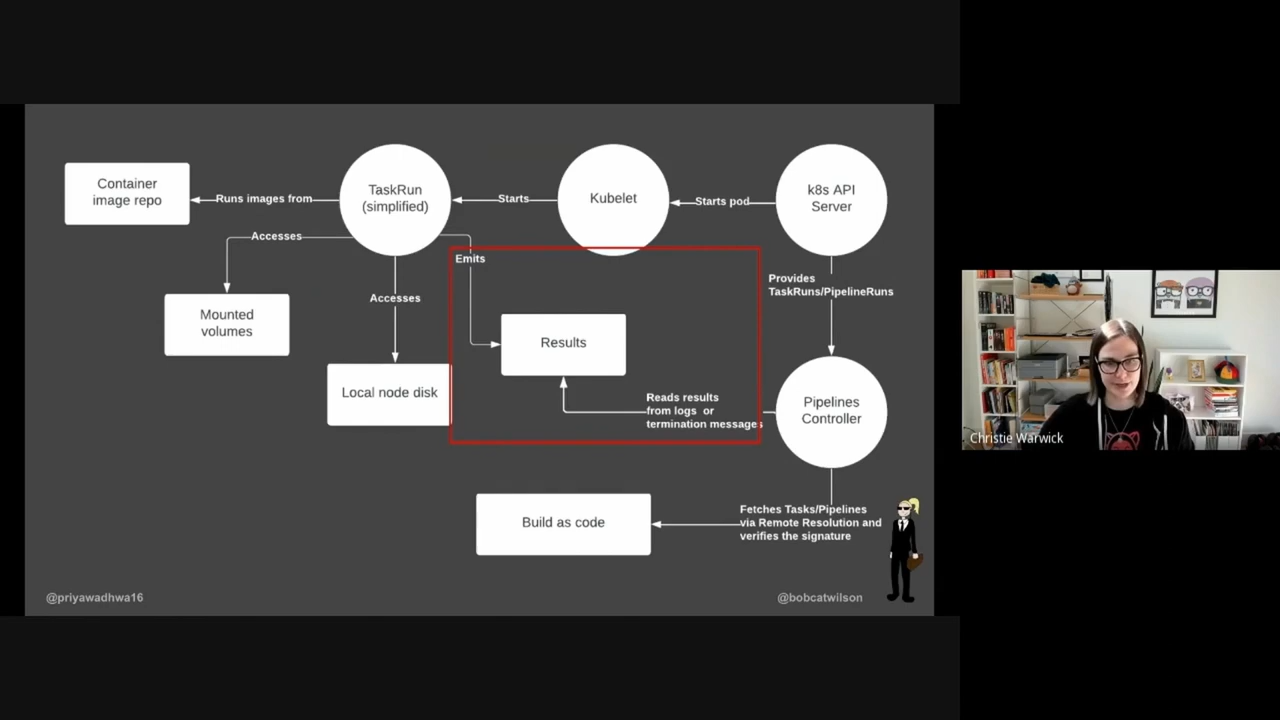 Container
image repo
Runs images from
TaskRun
(simplified)
Starts
Kubelet
Starts pod
k8s API
Server
Accesses
Emits
Provides
TaskRuns/PipelineRuns
Accesses
Mounted
volumes
Results
Local node disk
Reads results
from logs or
termination messages
Pipelines
Controller
Build as code
Fetches Tasks/Pipelines
via Remote Resolution and
verifies the signature
@priyawadhwa16
@bobcatwilson
Christie Warwick